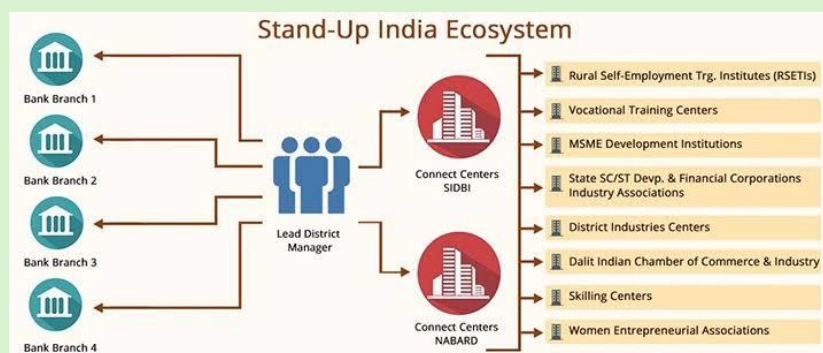 Stand-Up India Ecosystem
Bank Branch 1
Bank Branch 2
Bank Branch 3
Bank Branch 4
Lead District
Manager
Connect Centers
SIDBI
Connect Centers
NABARD
Rural Self-Employment Trg. Institutes (RSETIs)
Vocational Training Centers
MSME Development Institutions
State SC/ST Devp. & Financial Corporations
Industry Associations
District Industries Centers
Dalit Indian Chamber of Commerce & Industry
Skilling Centers
Women Entrepreneurial Associations